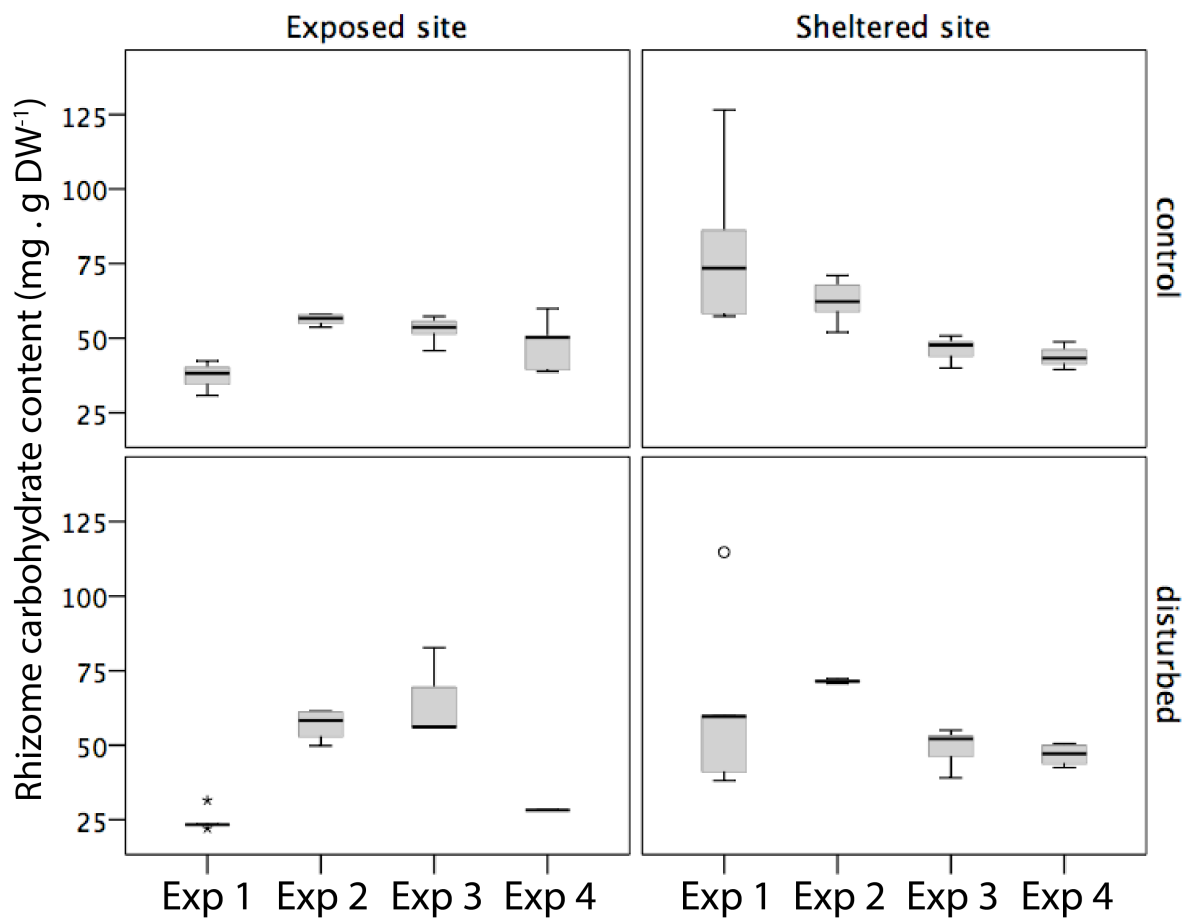 Exposed site
Sheltered site
Rhizome carbohydrate content (mg . g DW⁻¹)
125
100
75
50
25
control
125
100
75
50
25
disturbed
Exp 1 Exp 2 Exp 3 Exp 4
Exp 1 Exp 2 Exp 3 Exp 4